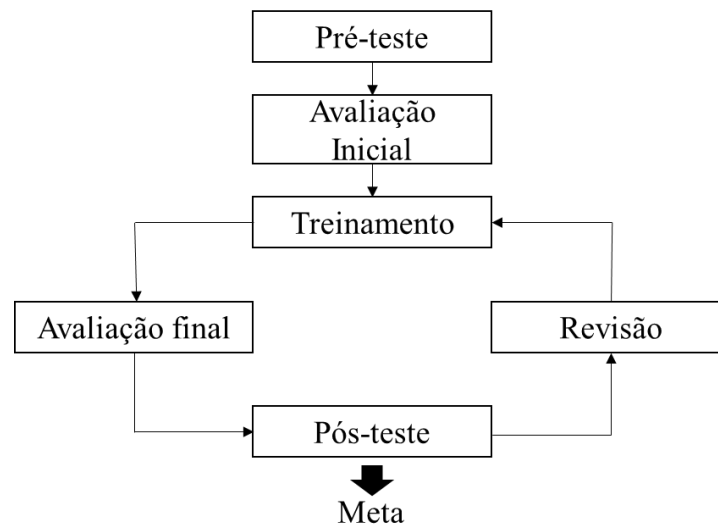 Pré-teste
Avaliação
Inicial
Treinamento
Avaliação final
Revisão
Pós-teste
Meta